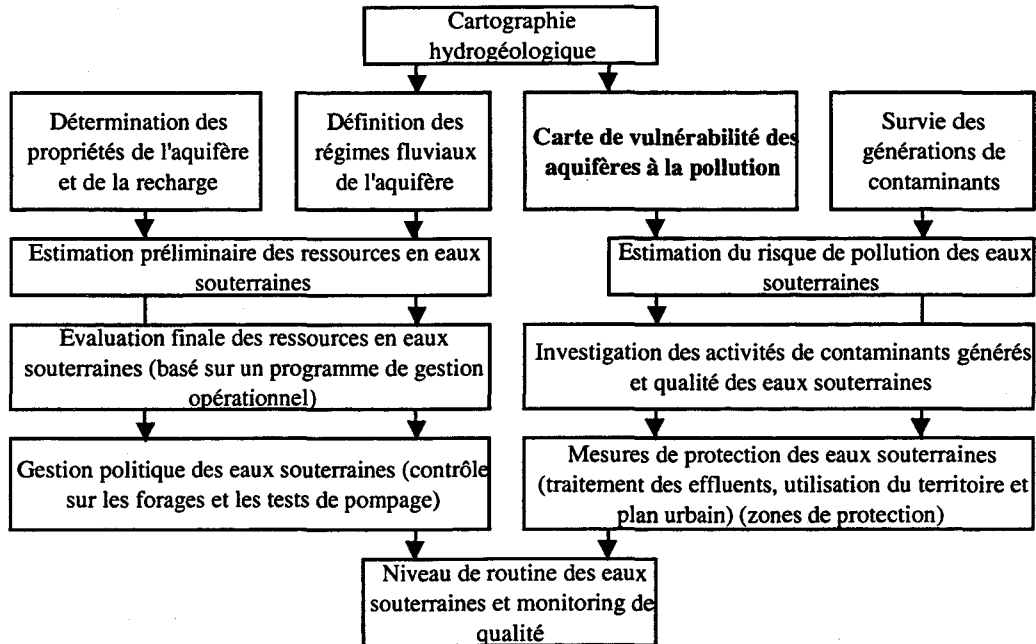 Cartographie
hydrogéologique
Détermination des
propriétés de l'aquifère
et de la recharge
Définition des
régimes fluviaux
de l'aquifère
Carte de vulnérabilité des
aquifères à la pollution
Survie des
générations de
contaminants
Estimation préliminaire des ressources en eaux
souterraines
Estimation du risque de pollution des eaux
souterraines
Evaluation finale des ressources en eaux
souterraines (basé sur un programme de gestion
opérationnel)
Investigation des activités de contaminants générés
et qualité des eaux souterraines
Gestion politique des eaux souterraines (contrôle
sur les forages et les tests de pompage)
Mesures de protection des eaux souterraines
(traitement des effluents, utilisation du territoire et
plan urbain) (zones de protection)
Niveau de routine des eaux
souterraines et monitoring de
qualité